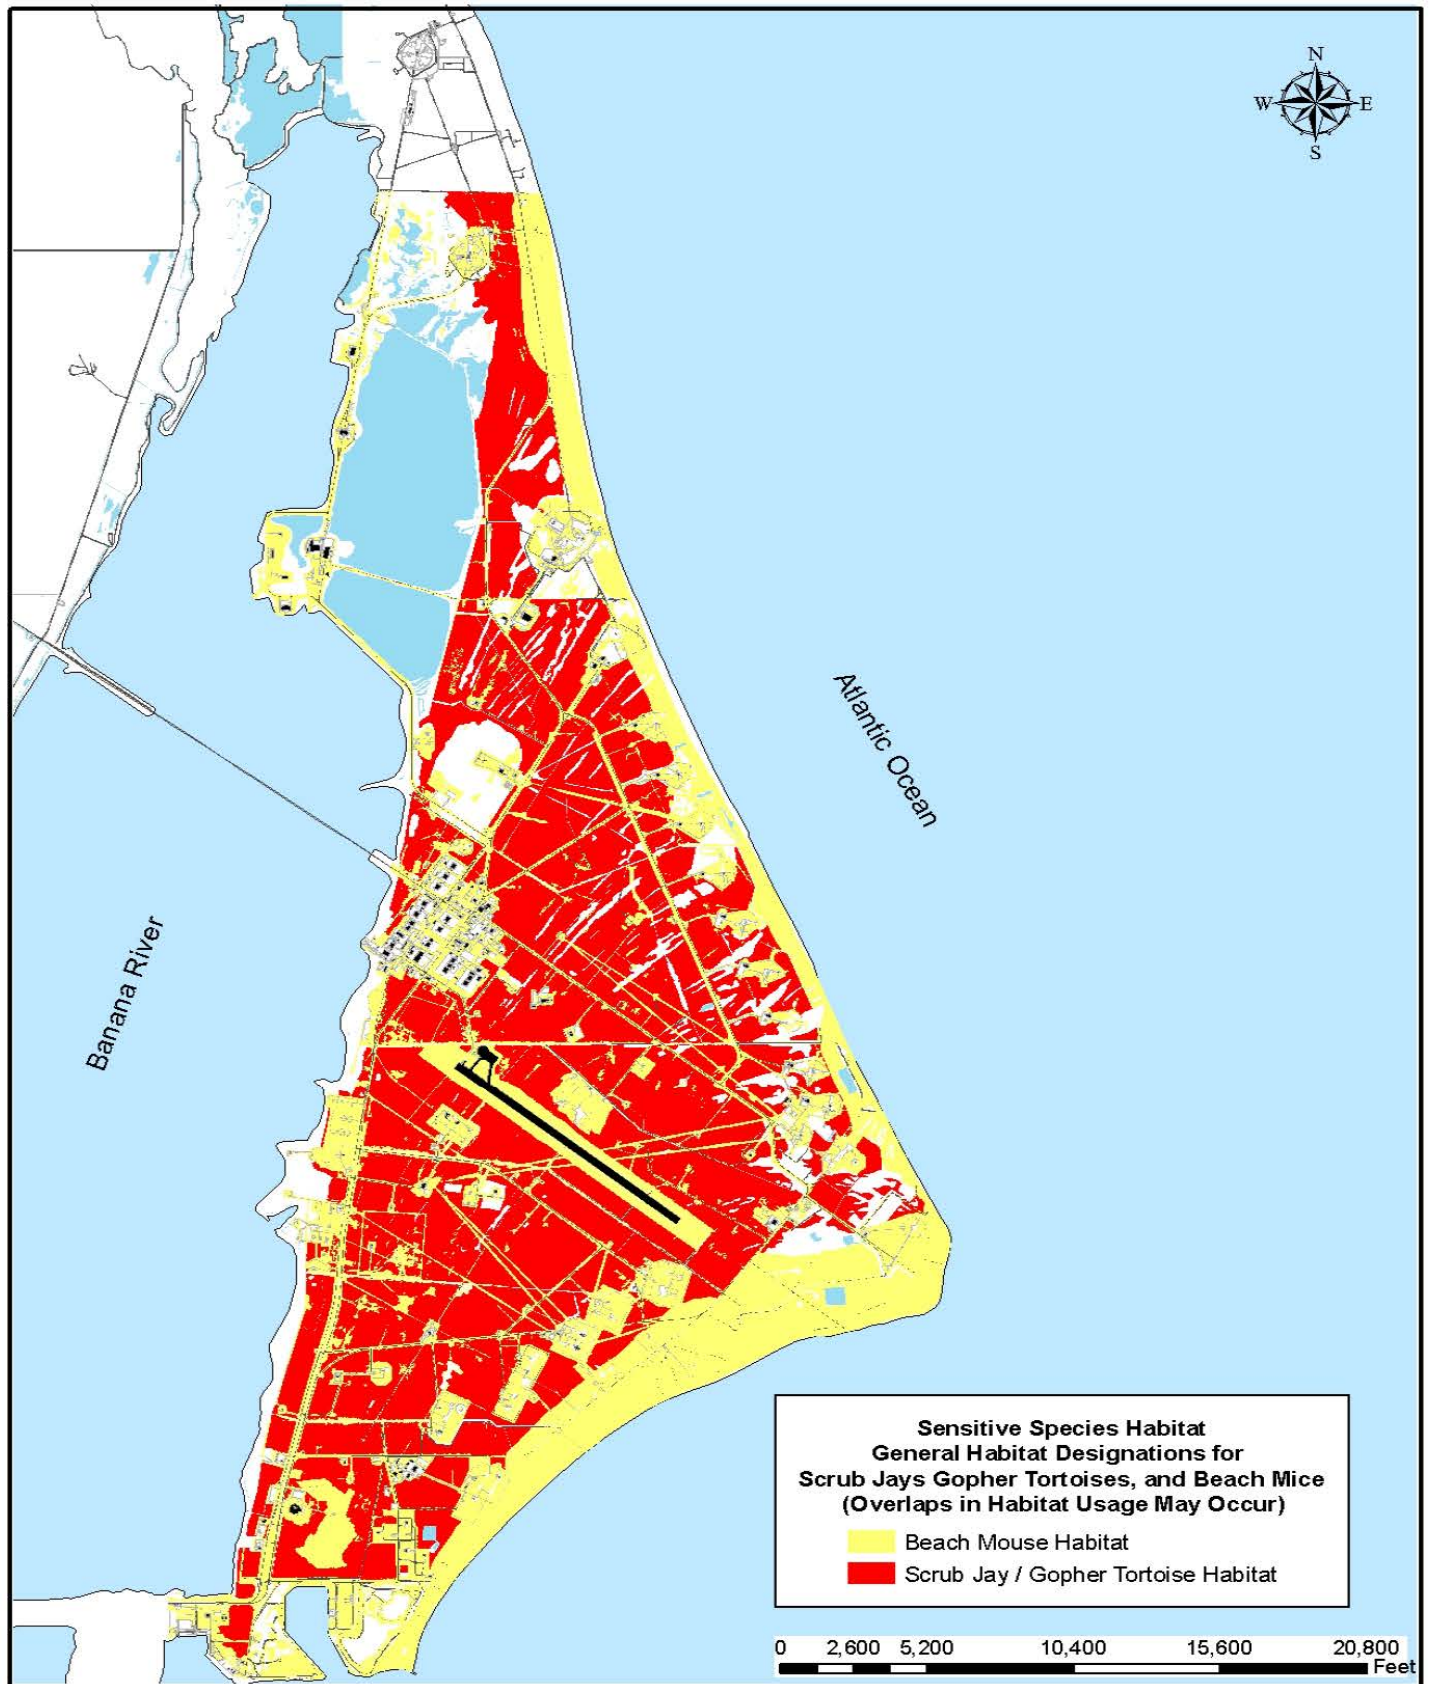 N
W E
S
Atlantic Ocean
Banana River
Sensitive Species Habitat
General Habitat Designations for
Scrub Jays Gopher Tortoises, and Beach Mice
(Overlaps in Habitat Usage May Occur)
Beach Mouse Habitat
Scrub Jay / Gopher Tortoise Habitat
0 2,600 5,200 10,400 15,600 20,800
Feet